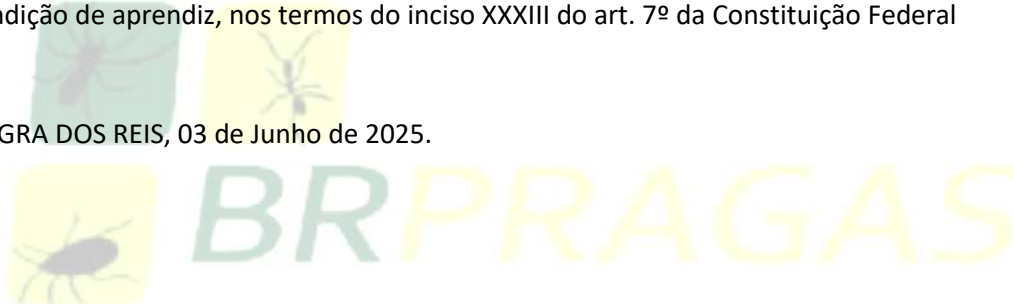 ndição de aprendiz, nos termos do inciso XXXIII do art. 7º da Constituição Federal
GRA DOS REIS, 03 de Junho de 2025.
BRPRAGAS